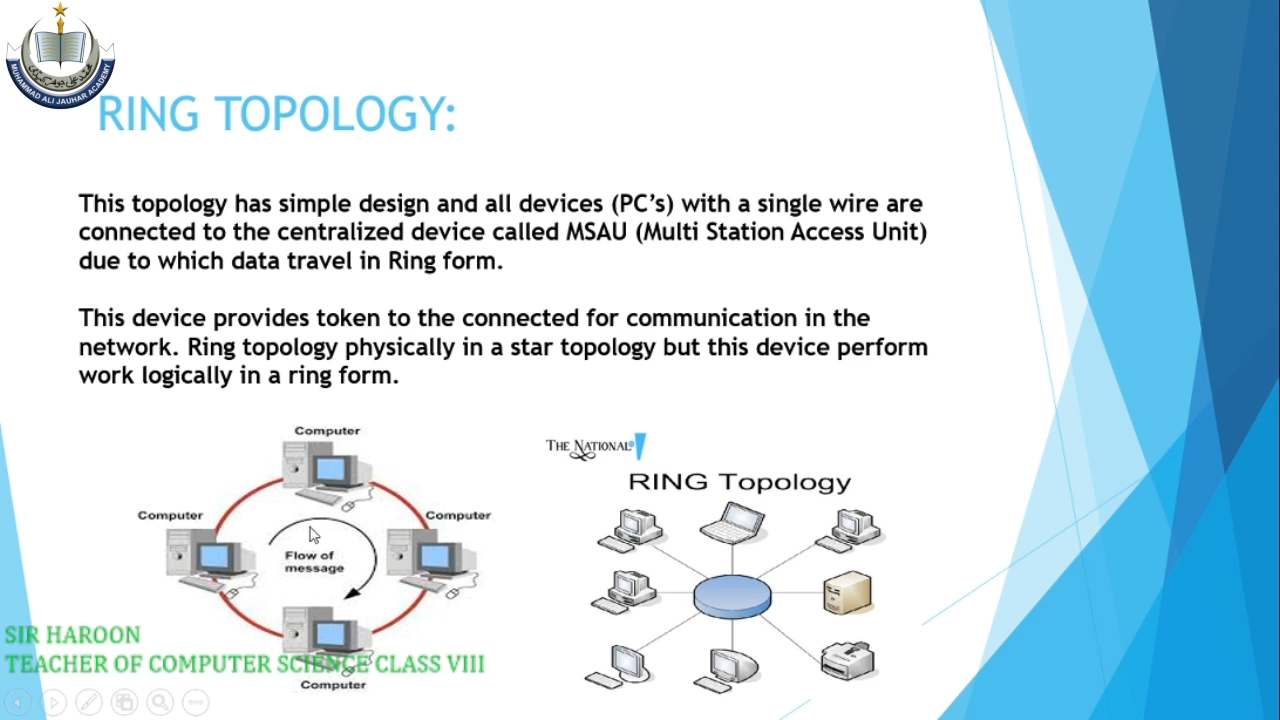 MUHAMMAD ALI JAUHAR ACADEMY
RING TOPOLOGY:
This topology has simple design and all devices (PC's) with a single wire are
connected to the centralized device called MSAU (Multi Station Access Unit)
due to which data travel in Ring form.
This device provides token to the connected for communication in the
network. Ring topology physically in a star topology but this device perform
work logically in a ring form.
Computer
Computer
Computer
Flow of
message
Computer
THE NATIONAL
RING Topology
SIR HAROON
TEACHER OF COMPUTER SCIENCE CLASS VIII